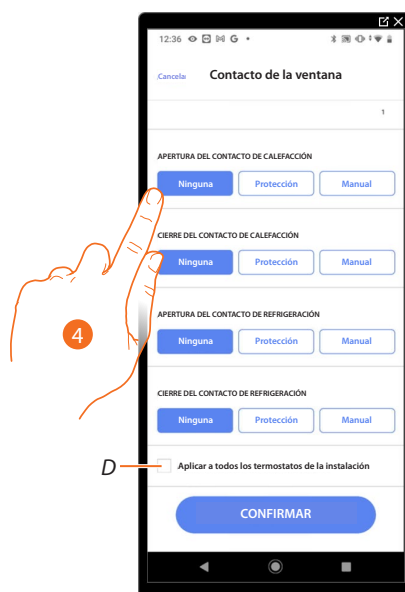 12:36 G
Cancelar Contacto de la ventana
1
APERTURA DEL CONTACTO DE CALEFACCIÓN
Ninguna Protección Manual
CIERRE DEL CONTACTO DE CALEFACCIÓN
Ninguna Protección Manual
4
APERTURA DEL CONTACTO DE REFRIGERACIÓN
Ninguna Protección Manual
CIERRE DEL CONTACTO DE REFRIGERACIÓN
Ninguna Protección Manual
D Aplicar a todos los termostatos de la instalación
CONFIRMAR